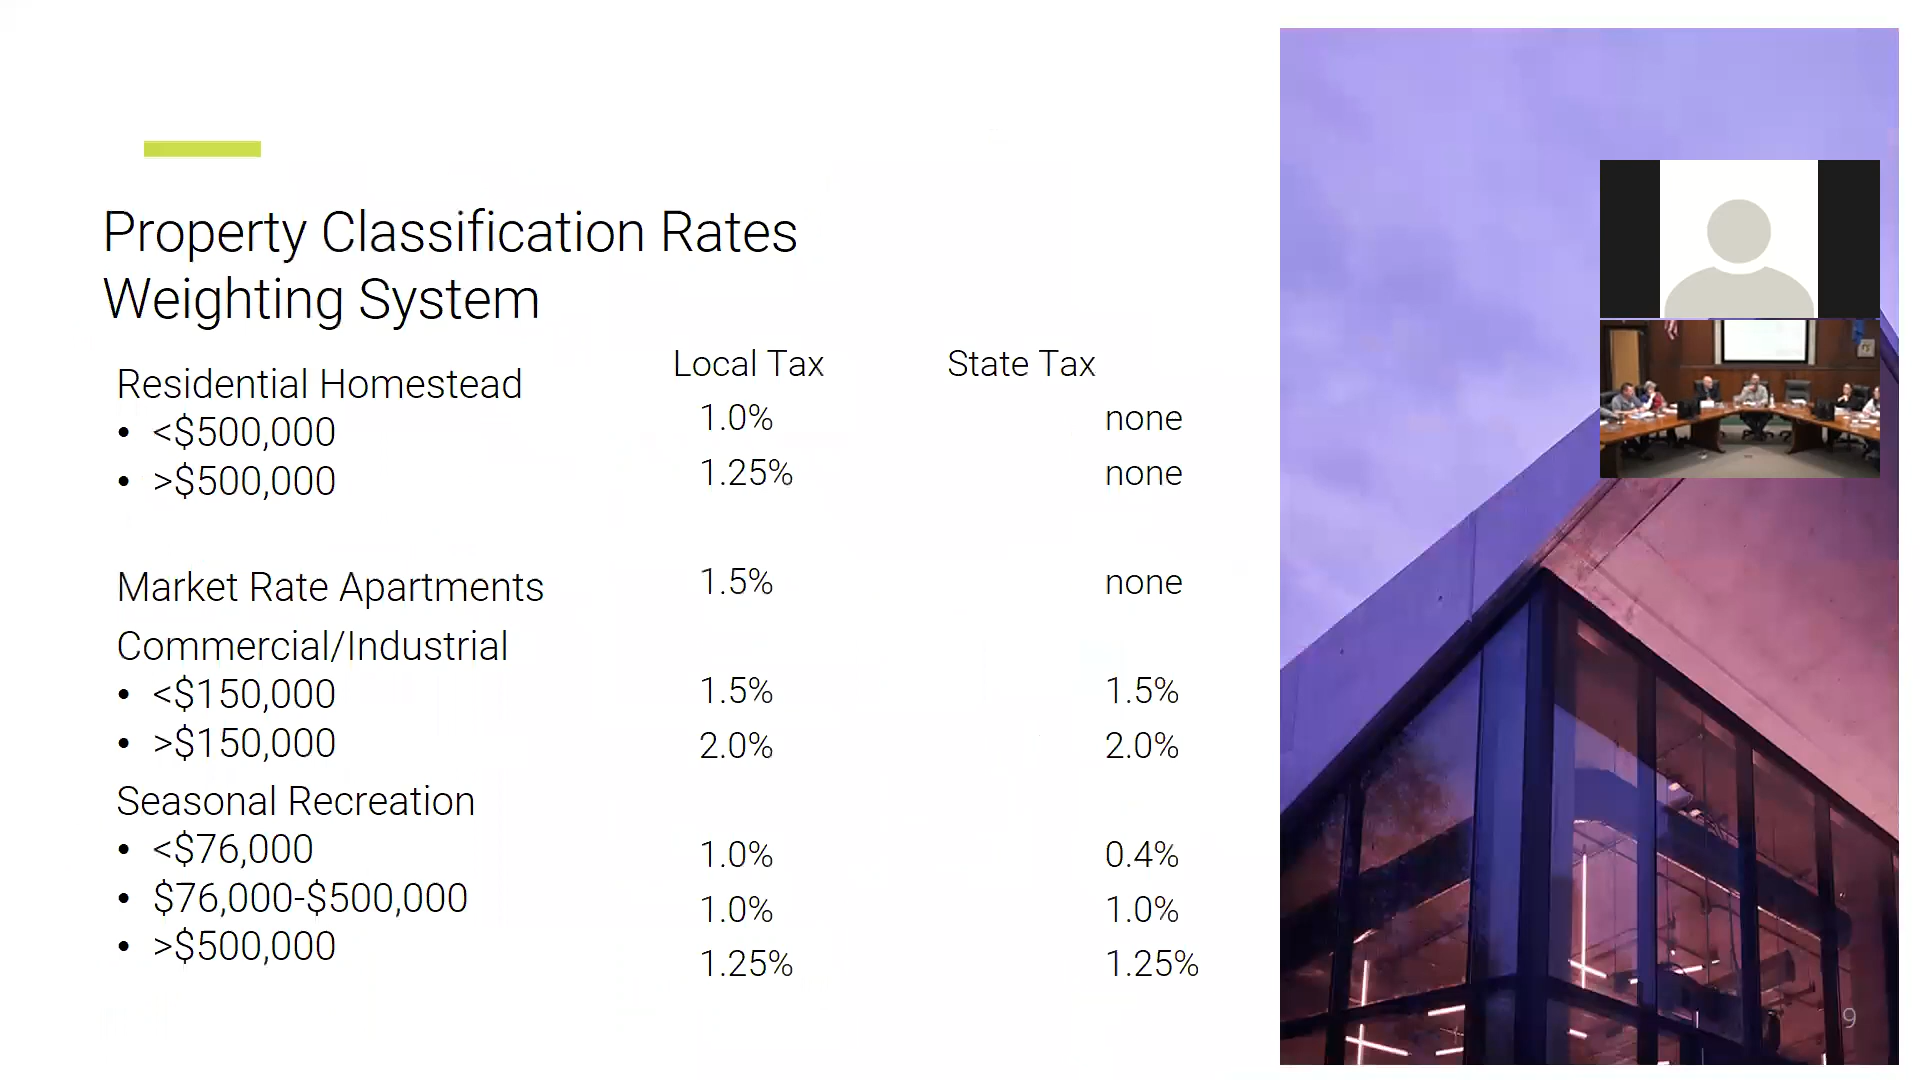 Property Classification Rates
Weighting System
Local Tax State Tax
Residential Homestead
• <$500,000 1.0% none
• >$500,000 1.25% none
Market Rate Apartments 1.5% none
Commercial/Industrial
• <$150,000 1.5% 1.5%
• >$150,000 2.0% 2.0%
Seasonal Recreation
• <$76,000 1.0% 0.4%
• $76,000-$500,000 1.0% 1.0%
• >$500,000 1.25% 1.25%
9